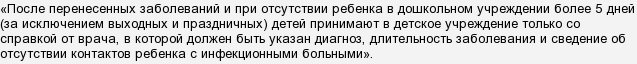 «После перенесенных заболеваний и при отсутствии ребенка в дошкольном учреждении более 5 дней
(за исключением выходных и праздничных) детей принимают в детское учреждение только со
справкой от врача, в которой должен быть указан диагноз, длительность заболевания и сведение об
отсутствии контактов ребенка с инфекционными больными».